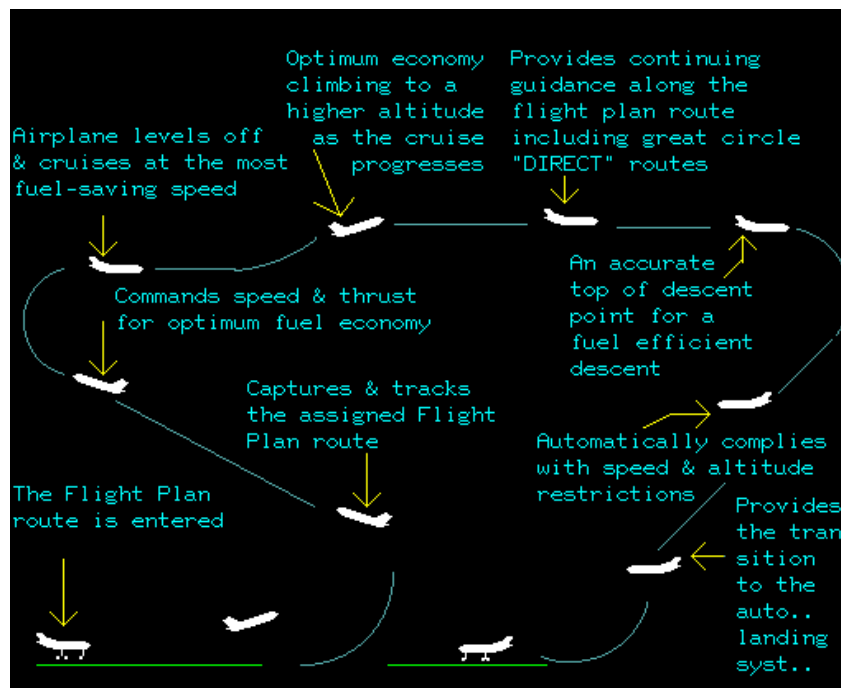 Optimum economy
climbing to a
higher altitude
as the cruise
progresses
Provides continuing
guidance along the
flight plan route
including great circle
"DIRECT" routes
Airplane levels off
& cruises at the most
fuel-saving speed
An accurate
top of descent
point for a
fuel efficient
descent
Commands speed & thrust
for optimum fuel economy
Captures & tracks
the assigned Flight
Plan route
Automatically complies
with speed & altitude
restrictions
The Flight Plan
route is entered
Provides
the tran
sition
to the
auto..
landing
syst..